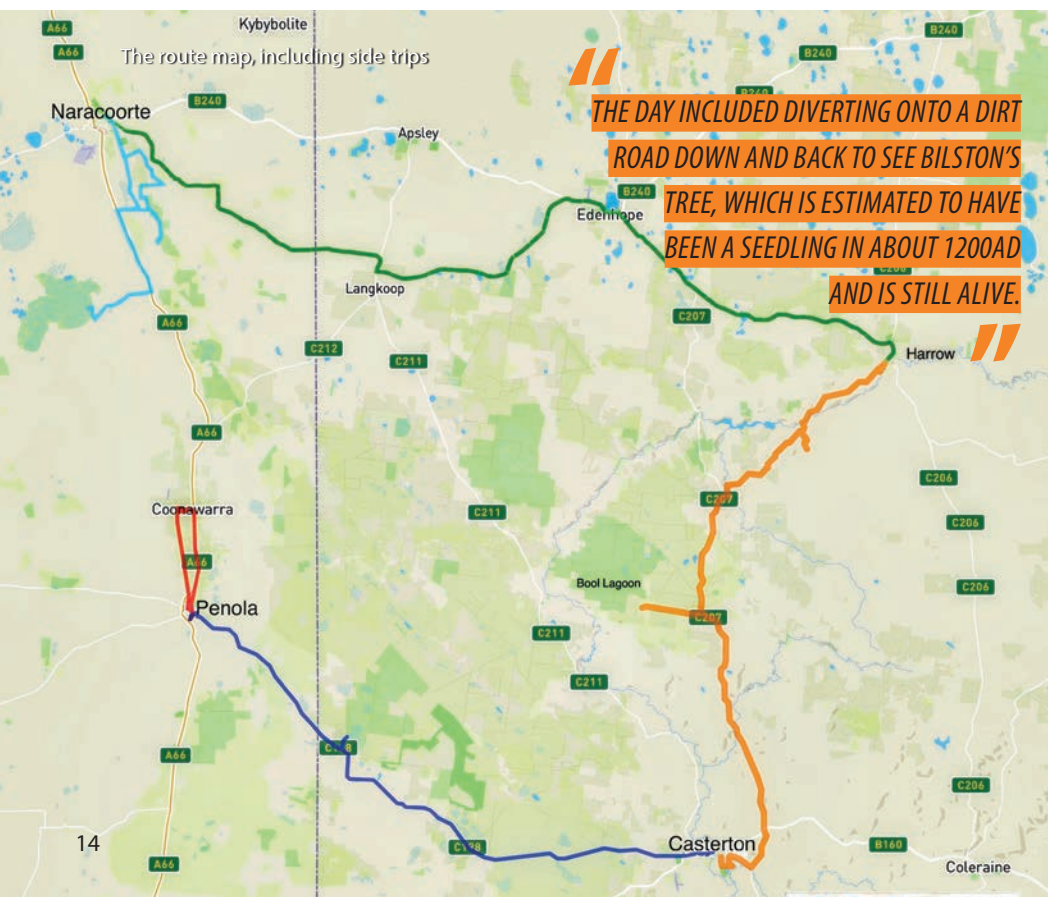 Kybybolite
A66
A66
The route map, including side trips
B240
B240
B240
THE DAY INCLUDED DIVERTING ONTO A DIRT
ROAD DOWN AND BACK TO SEE BILSTON'S
TREE, WHICH IS ESTIMATED TO HAVE
BEEN A SEEDLING IN ABOUT 1200AD
AND IS STILL ALIVE.
Naracoorte
B240
Apsley
B240
Edenhope
Langkoop
A66
C207
C212
C211
Harrow
A66
C206
Coonawarra
C207
C211
C206
A66
Bool Lagoon
C206
Penola
C207
C211
C211
A66
C206
14
Casterton
B160
A66
Coleraine